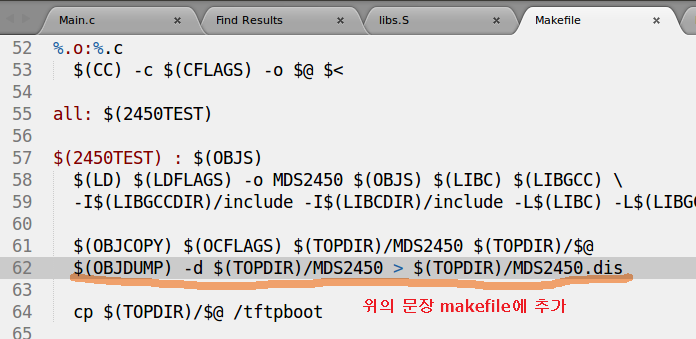 Main.c × Find Results × libs.S × Makefile ×
52 %.o:%.c
53 $(CC) -c $(CFLAGS) -o $@ $<
54
55 all: $(2450TEST)
56
57 $(2450TEST) : $(OBJS)
58 $(LD) $(LDFLAGS) -o MDS2450 $(OBJS) $(LIBC) $(LIBGCC) \
59 -I$(LIBGCCDIR)/include -I$(LIBCDIR)/include -L$(LIBC) -L$(LIBG
60
61 $(OBJCOPY) $(OCFLAGS) $(TOPDIR)/MDS2450 $(TOPDIR)/$@
62 $(OBJDUMP) -d $(TOPDIR)/MDS2450 > $(TOPDIR)/MDS2450.dis
63
위의 문장 makefile에 추가
64 cp $(TOPDIR)/$@ /tftpboot
65